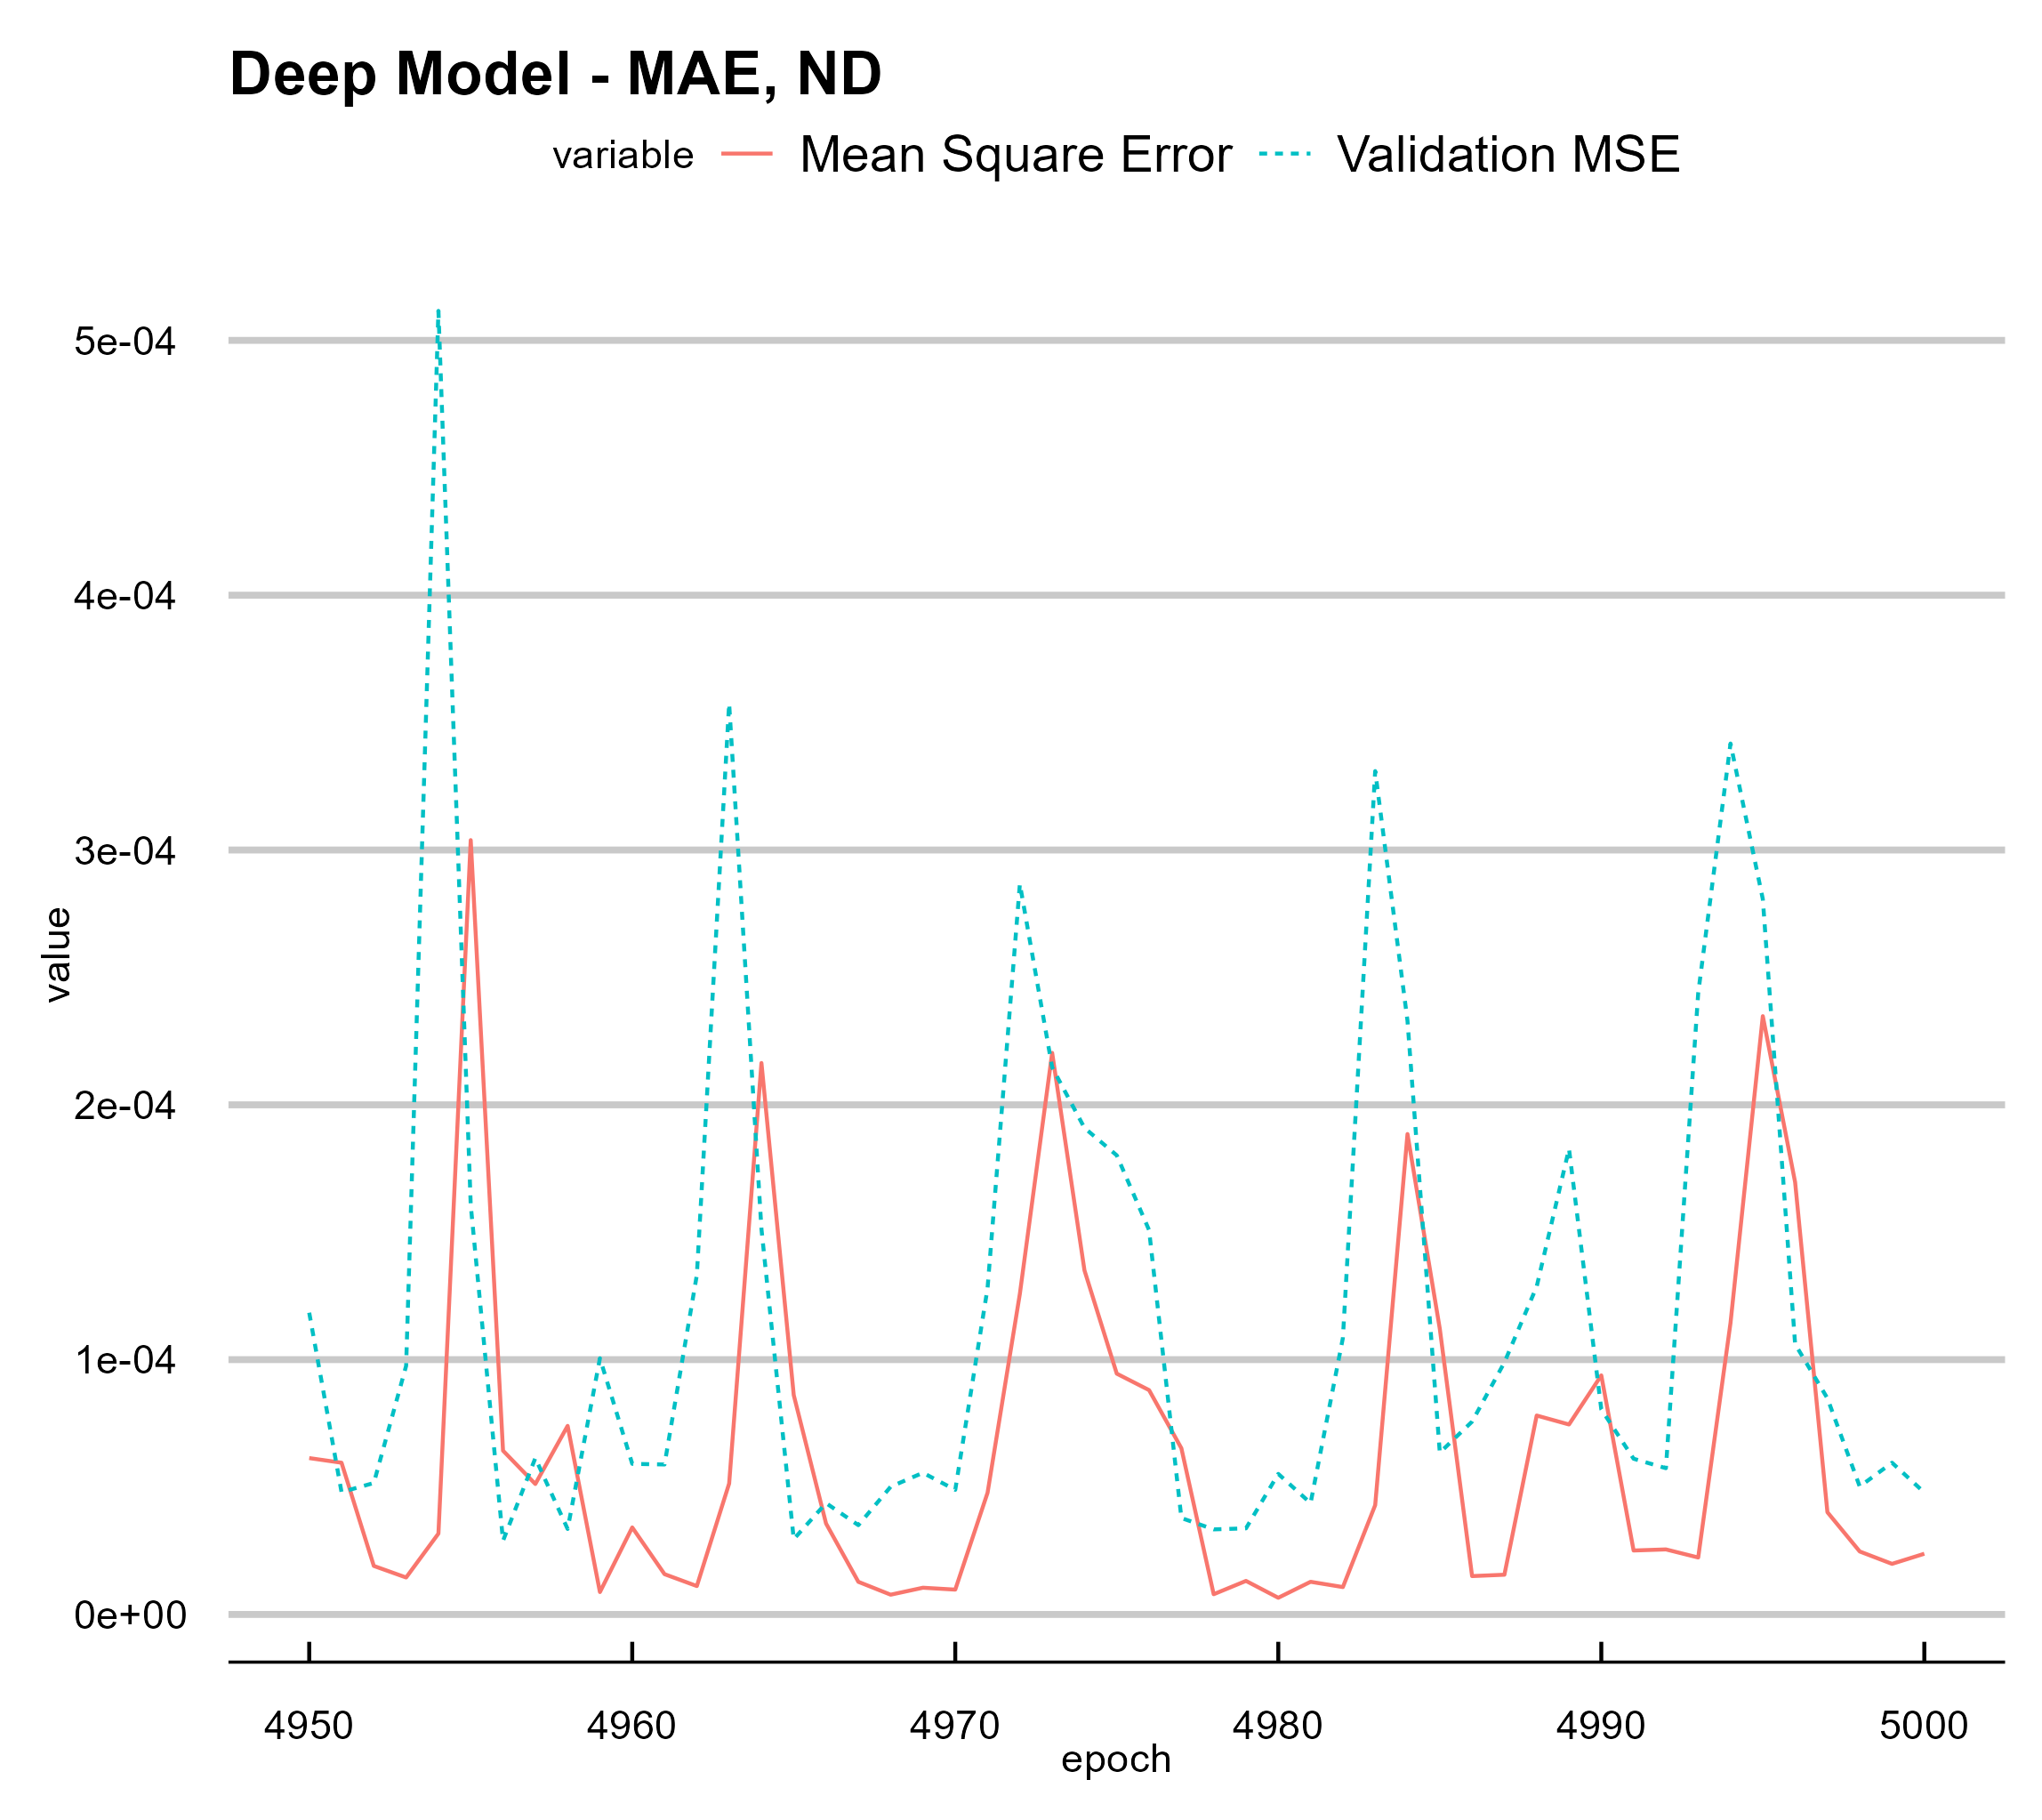 Deep Model - MAE, ND
variable Mean Square Error Validation MSE
5e-04
4e-04
3e-04
2e-04
1e-04
0e+00
value
4950 4960 4970 4980 4990 5000
epoch